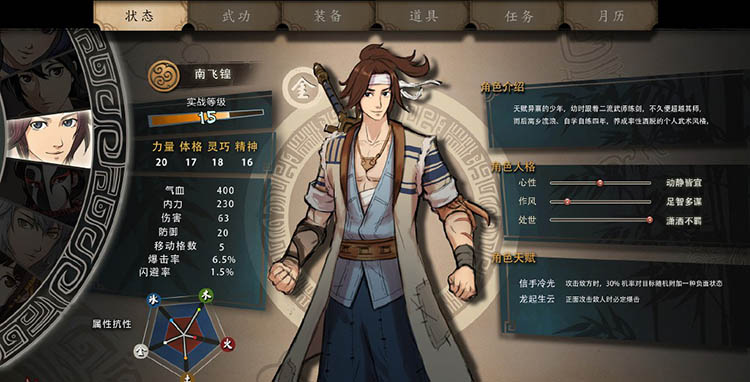 状态 武功 装备 道具 任务 月历
南飞锽
实战等级
15
力量 体格 灵巧 精神
20 17 18 16
气血 400
内力 230
伤害 63
防御 20
移动格数 5
爆击率 6.5%
闪避率 1.5%
属性抗性
水 木
金 火
金
角色介绍
天赋异禀的少年，幼时跟着二流武师练剑，不久便超越其师，
而后离乡流浪，自学自练四年，养成率性洒脱的个人武术风格，
角色人格
心性 动静皆宜
作风 足智多谋
处世 潇洒不羁
角色天赋
信手冷光 攻击敌方时，30% 机率对目标随机附加一种负面状态
龙起生云 正面攻击敌人时必定爆击